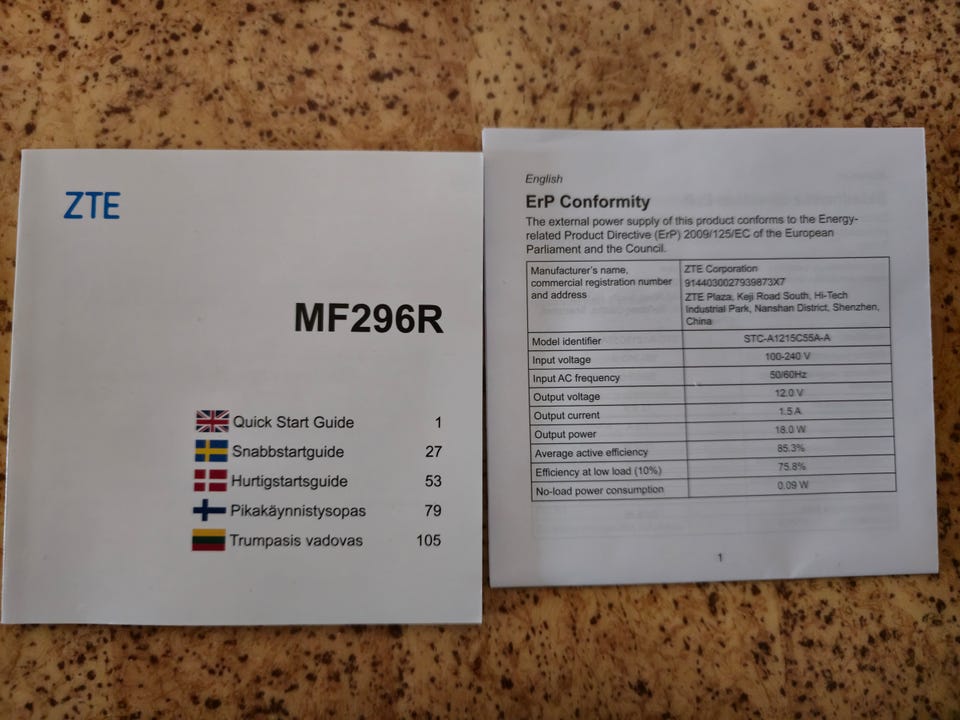 ZTE
MF296R
Quick Start Guide 1
Snabbstartguide 27
Hurtigstartsguide 53
Pikakäynnistysopas 79
Trumpasis vadovas 105
English
ErP Conformity
The external power supply of this product conforms to the Energy-
related Product Directive (ErP) 2009/125/EC of the European
Parliament and the Council.
Manufacturer's name,
commercial registration number
and address
ZTE Corporation
9144030027939873X7
ZTE Plaza, Keji Road South, Hi-Tech
Industrial Park, Nanshan District, Shenzhen,
China
Model identifier STC-A1215C55A-A
Input voltage 100-240 V
Input AC frequency 50/60Hz
Output voltage 12.0 V
Output current 1.5 A
Output power 18.0 W
Average active efficiency 85.3%
Efficiency at low load (10%) 75.8%
No-load power consumption 0.09 W
1